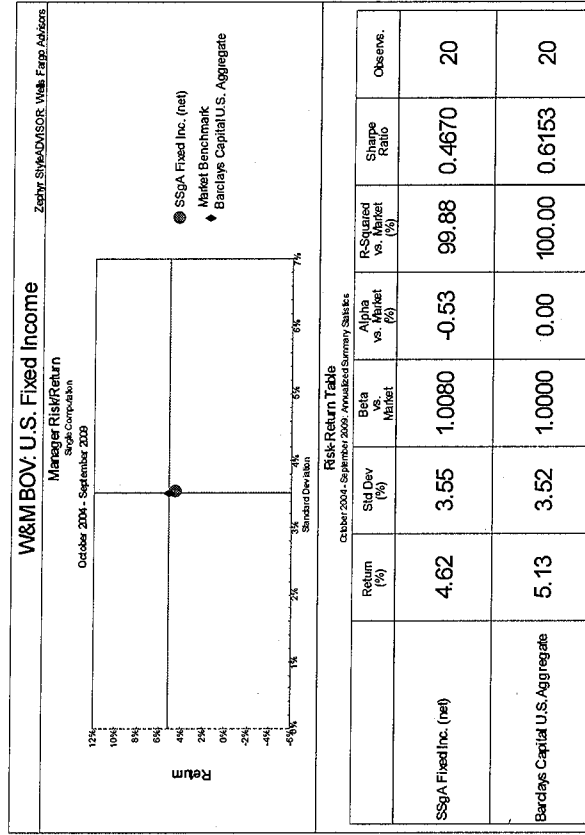 W&M BOV: U.S. Fixed Income
Zephyr StyleADVISOR: Wells Fargo Advisors
Manager Risk/Return
Single Computation
October 2004 - September 2009
12%
10%
8%
6%
4%
2%
0%
-2%
-4%
-6%
Return
0%
1%
2%
3%
4%
5%
6%
7%
Standard Deviation
SSgA Fixed Inc. (net)
Market Benchmark:
Barclays Capital U.S. Aggregate
Risk-Return Table
October 2004 - September 2009: Annualized Summary Statistics
Return (%) Std Dev (%) Beta vs. Market Alpha vs. Market (%) R-Squared vs. Market (%) Sharpe Ratio Observs.
SSgA Fixed Inc. (net) 4.62 3.55 1.0080 -0.53 99.88 0.4670 20
Barclays Capital U.S. Aggregate 5.13 3.52 1.0000 0.00 100.00 0.6153 20